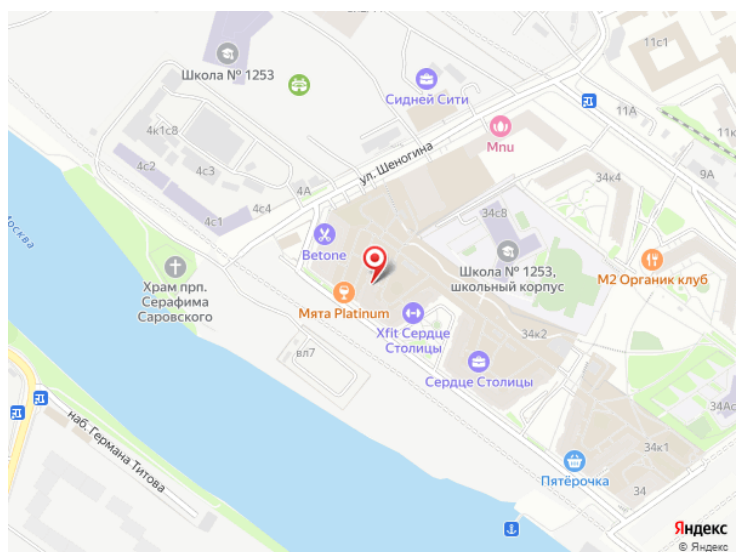 11с1
Школа № 1253
Сидней Сити
11А
4к1с8
Mnu
ул. Шеногина
4с2
4с3
9А
34к4
4А
4с1
4с4
34с8
Москва
Betone
Школа № 1253,
школьный корпус
М2 Органик клуб
Храм прп.
Серафима
Саровского
Мята Platinum
Xfit Сердце
Столицы
34к2
вл7
Сердце Столицы
34Ас
наб. Германа Титова
34к1
Пятёрочка
34
Яндекс
© Яндекс